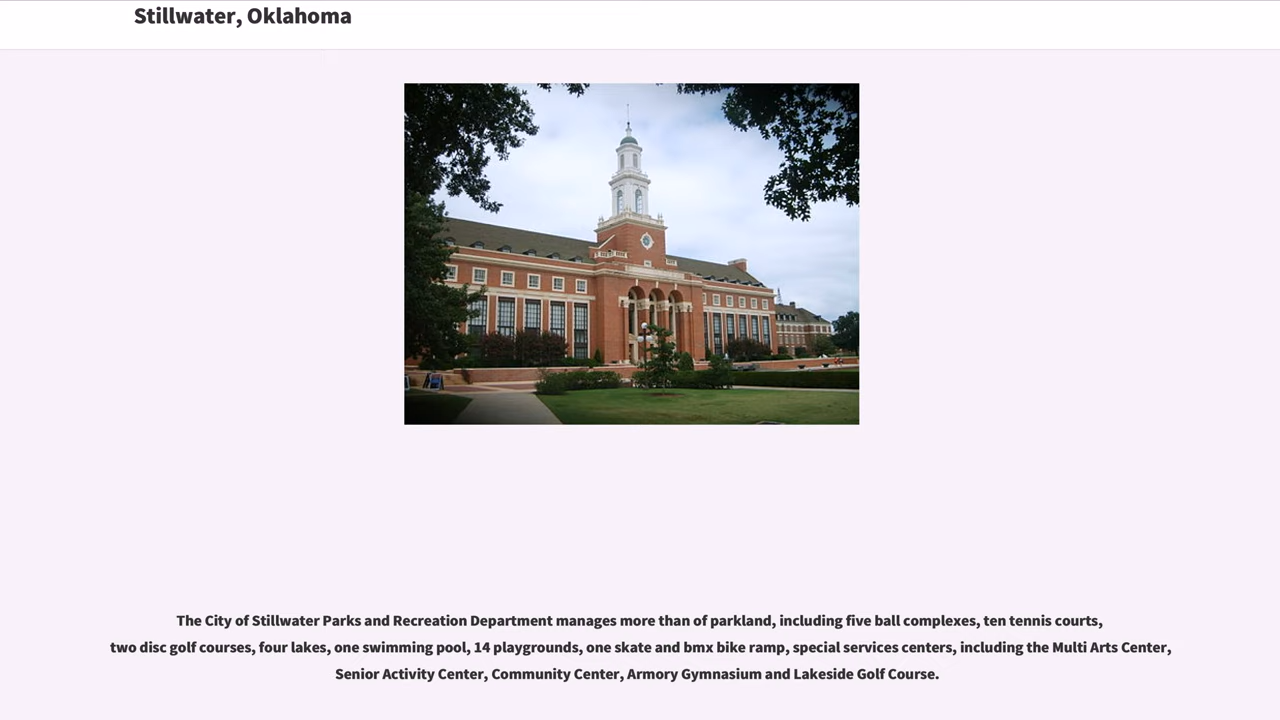 Stillwater, Oklahoma
The City of Stillwater Parks and Recreation Department manages more than of parkland, including five ball complexes, ten tennis courts,
two disc golf courses, four lakes, one swimming pool, 14 playgrounds, one skate and bmx bike ramp, special services centers, including the Multi Arts Center,
Senior Activity Center, Community Center, Armory Gymnasium and Lakeside Golf Course.